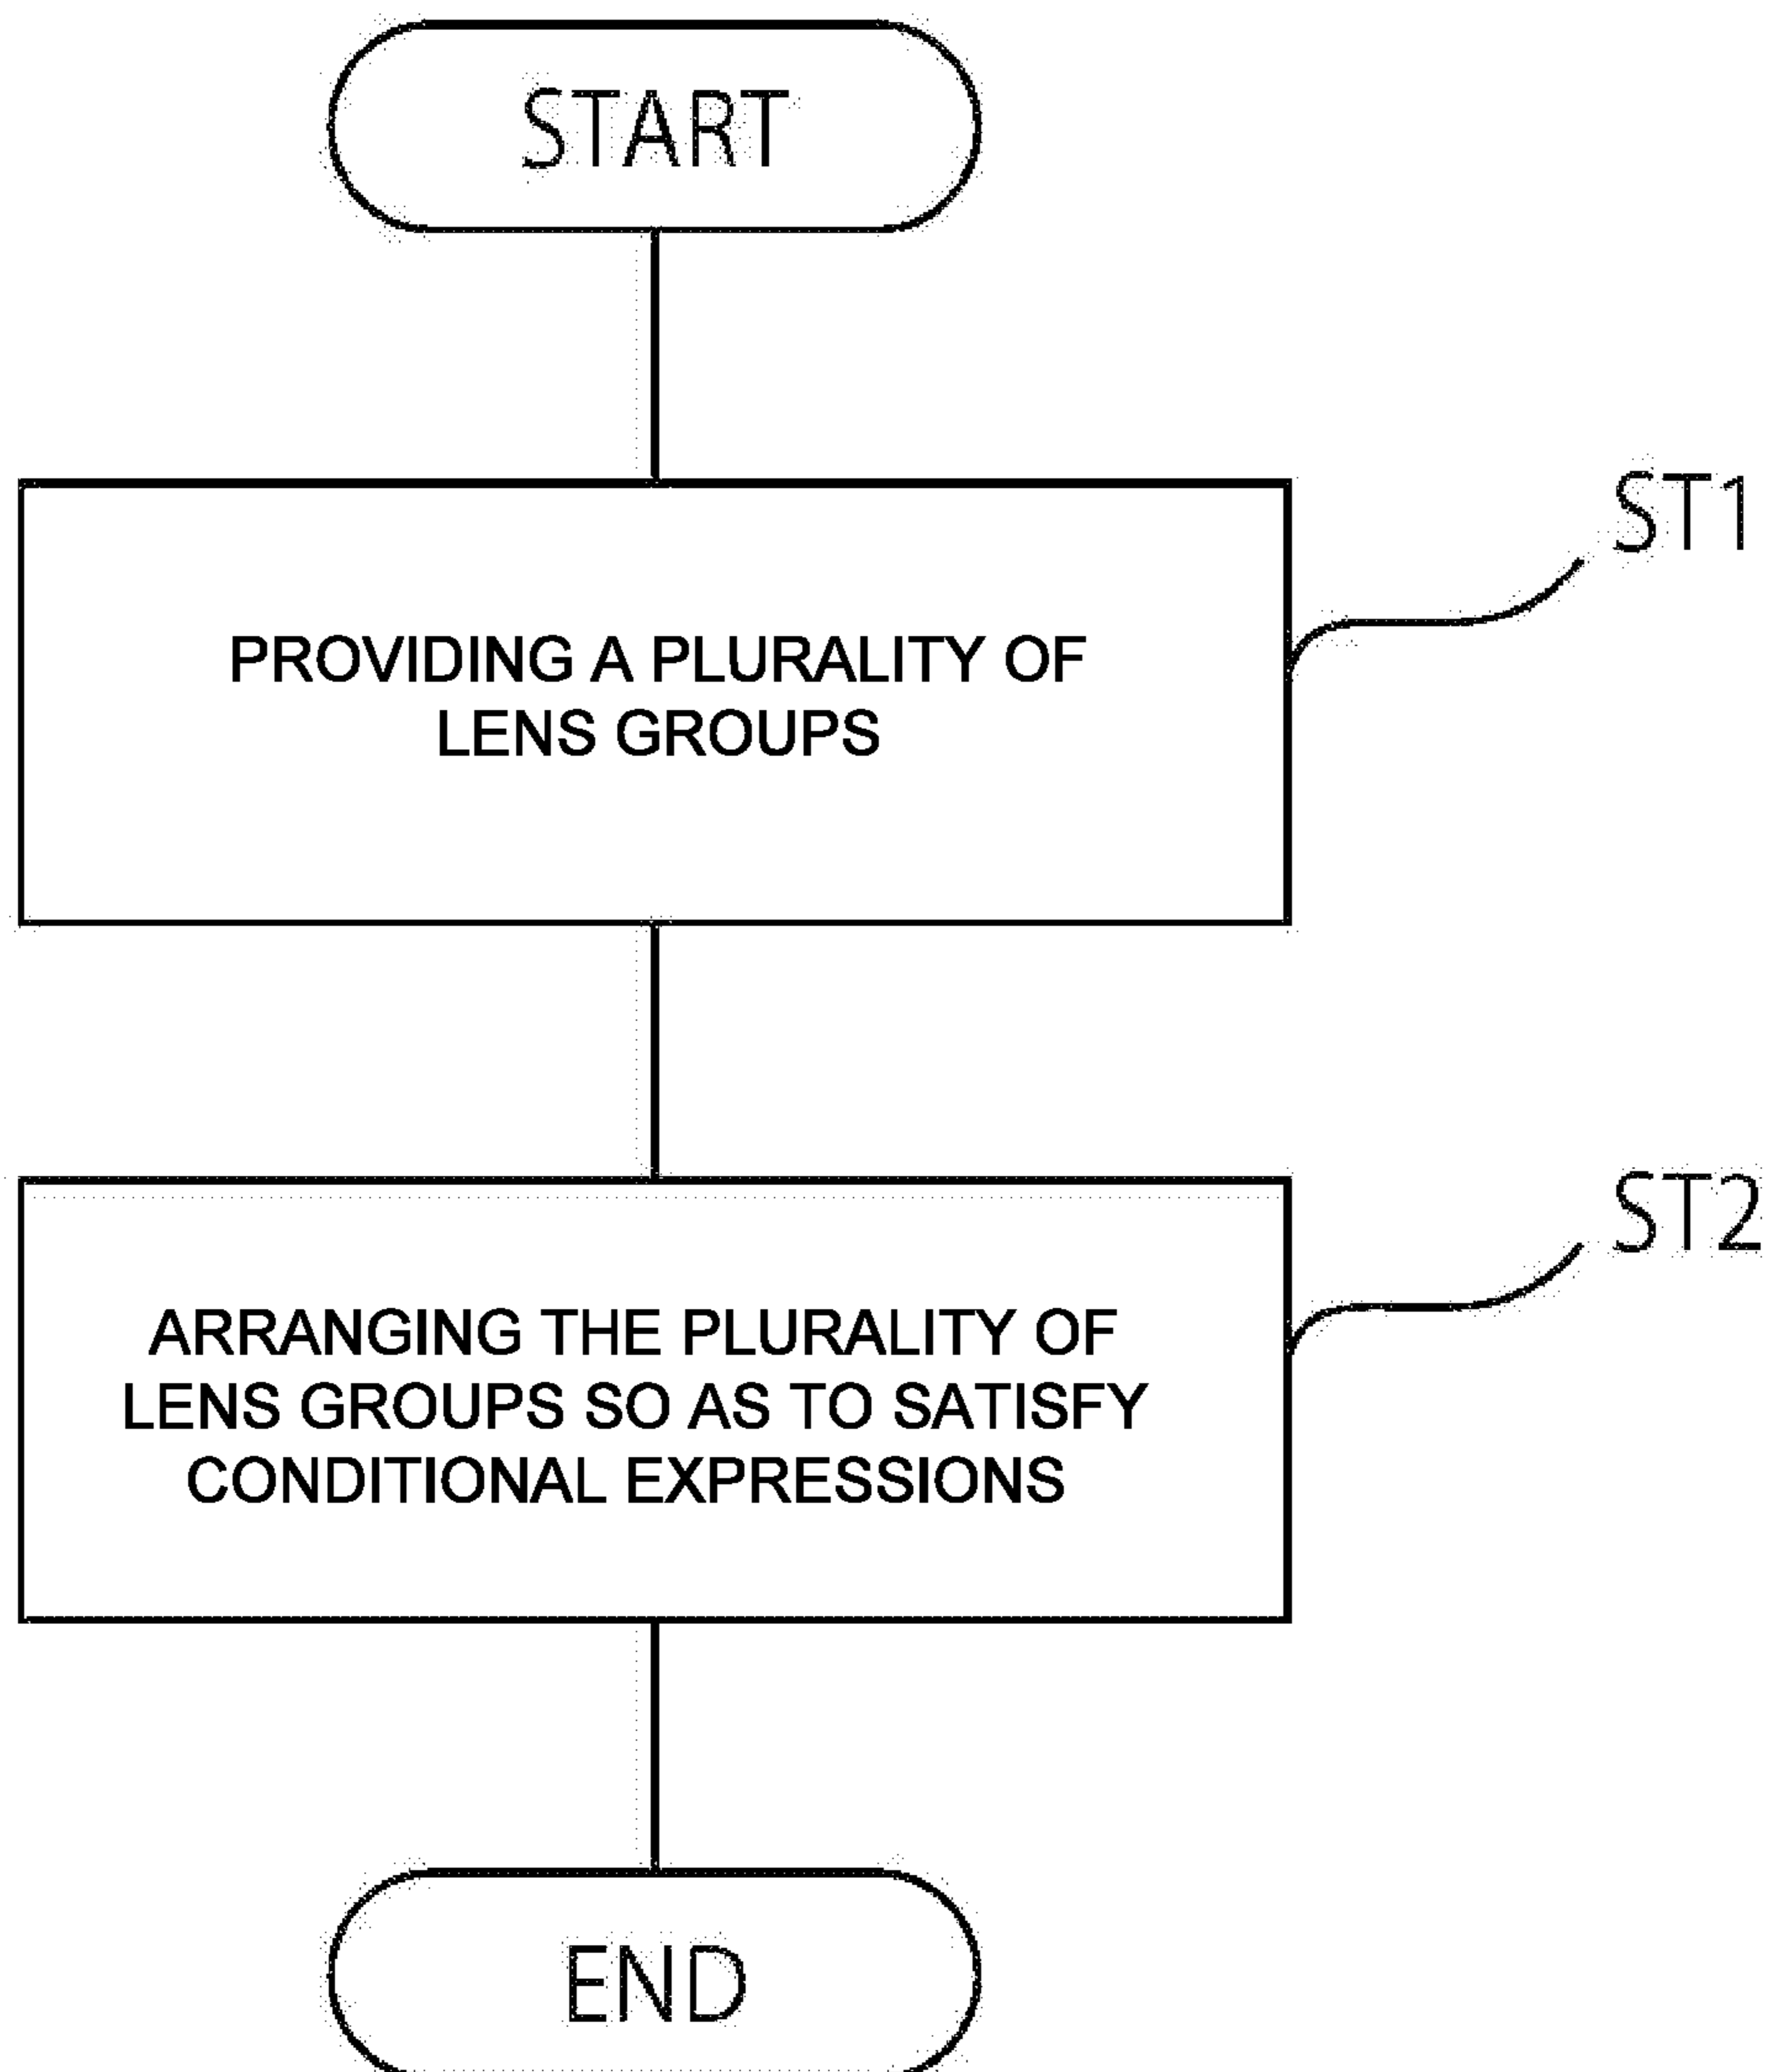 START
ST1
PROVIDING A PLURALITY OF
LENS GROUPS
ST2
ARRANGING THE PLURALITY OF
LENS GROUPS SO AS TO SATISFY
CONDITIONAL EXPRESSIONS
END